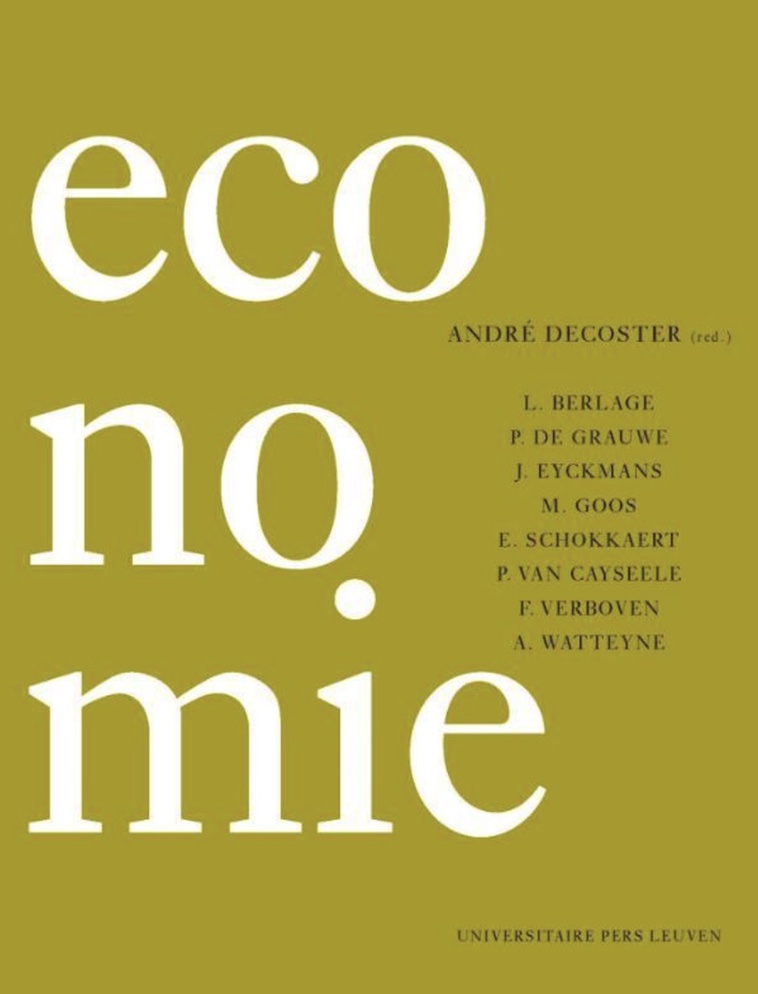 eco
ANDRÉ DECOSTER (red.)
no
L. BERLAGE
P. DE GRAUWE
J. EYCKMANS
M. GOOS
E. SCHOKKAERT
P. VAN CAYSEELE
F. VERBOVEN
A. WATTEYNE
mie
UNIVERSITAIRE PERS LEUVEN